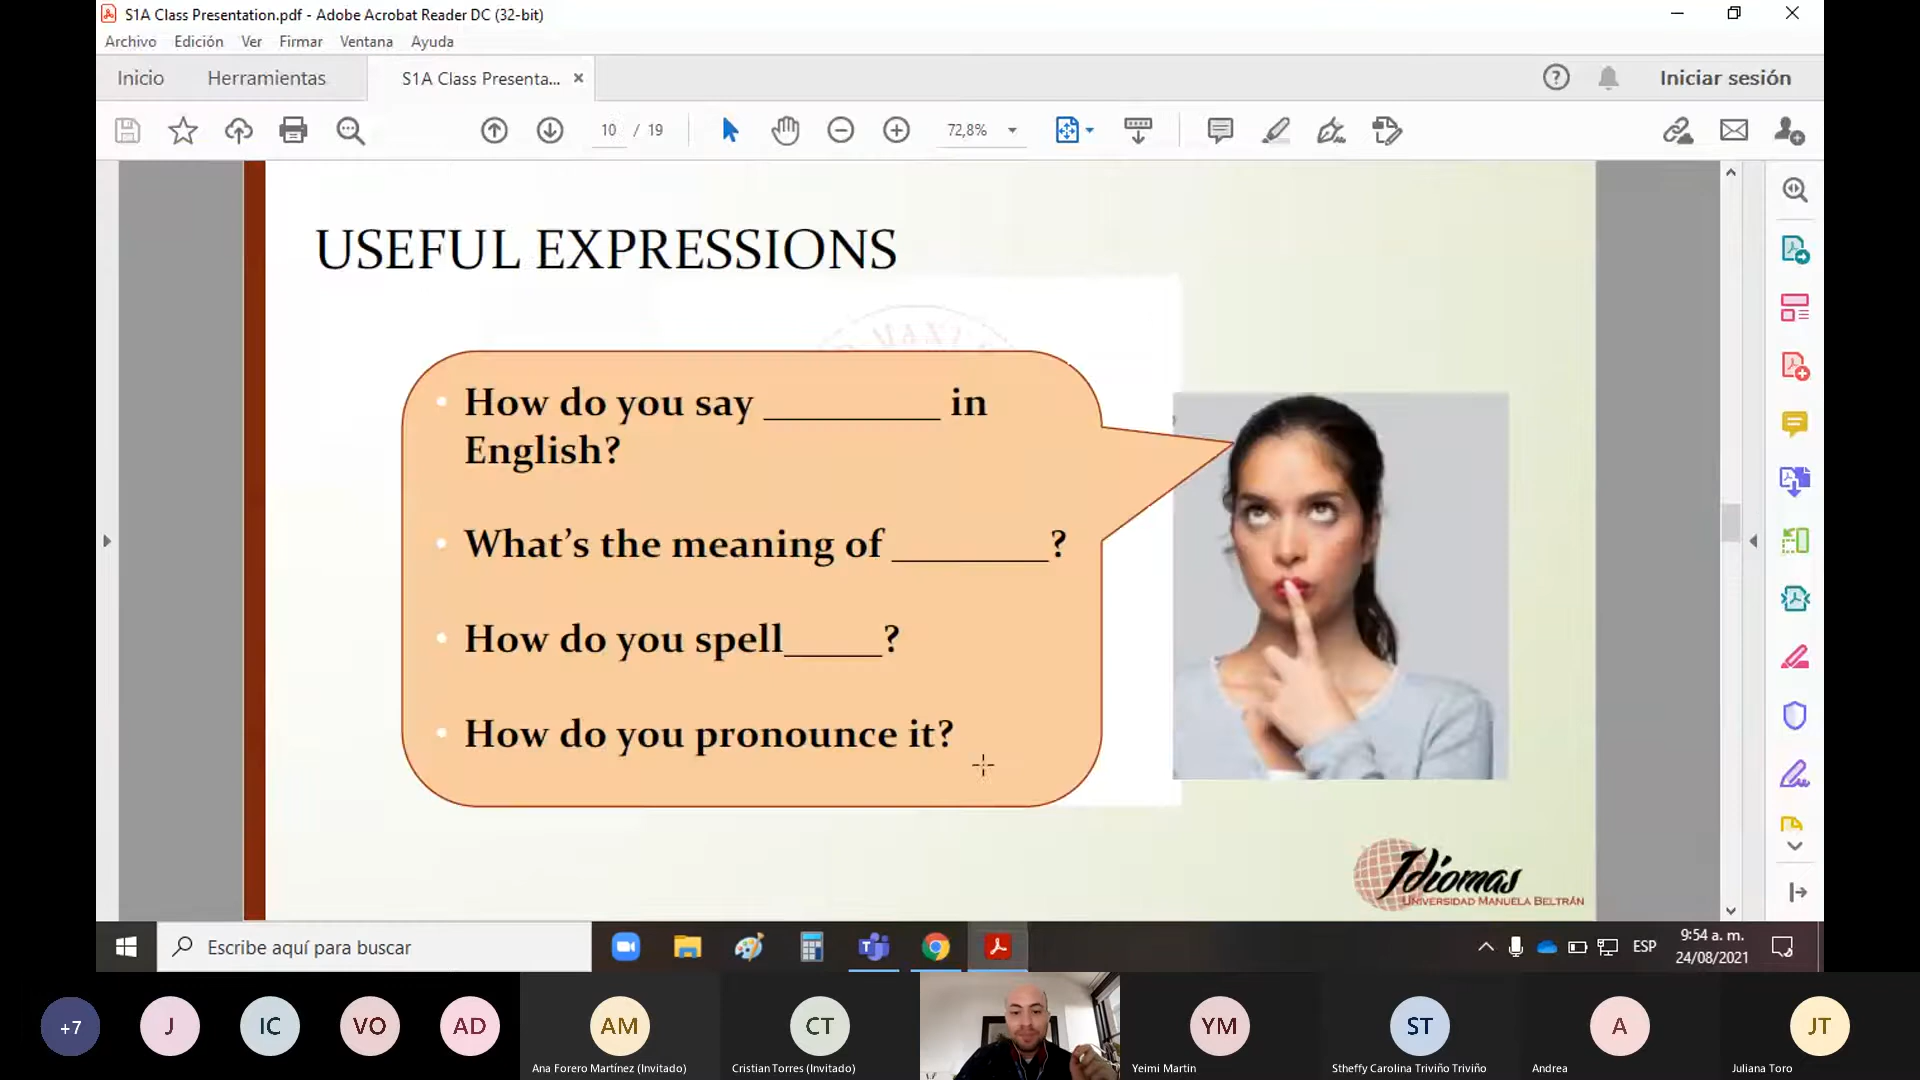 S1A Class Presentation.pdf - Adobe Acrobat Reader DC (32-bit)
Archivo Edición Ver Firmar Ventana Ayuda
Inicio Herramientas S1A Class Presenta... Iniciar sesión
10 / 19 72,8%
USEFUL EXPRESSIONS
How do you say _________ in
English?
What's the meaning of ________?
How do you spell_____?
How do you pronounce it?
Idiomas
UNIVERSIDAD MANUELA BELTRÁN
Escribe aquí para buscar
ESP
9:54 a. m.
24/08/2021
+7 J IC VO AD AM CT YM ST A JT
Ana Forero Martínez (Invitado) Cristian Torres (Invitado) Yeimi Martin Stheffy Carolina Triviño Triviño Andrea Juliana Toro